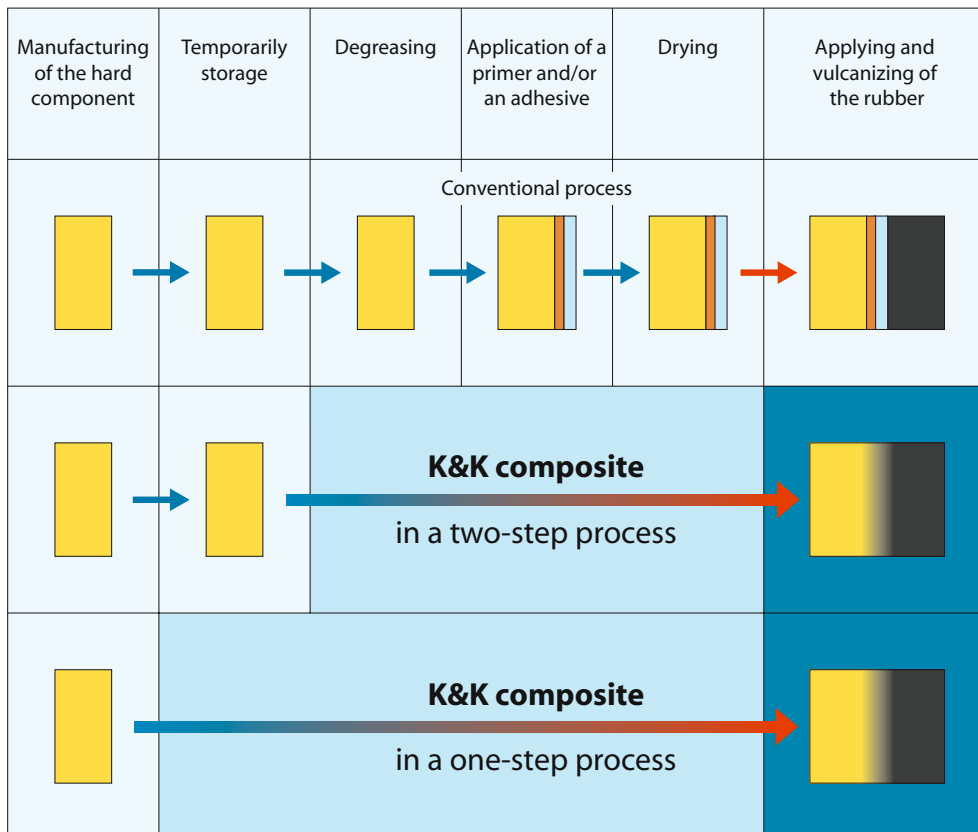 Manufacturing
of the hard
component
Temporarily
storage
Degreasing
Application of a
primer and/or
an adhesive
Drying
Applying and
vulcanizing of
the rubber
Conventional process
K&K composite
in a two-step process
K&K composite
in a one-step process